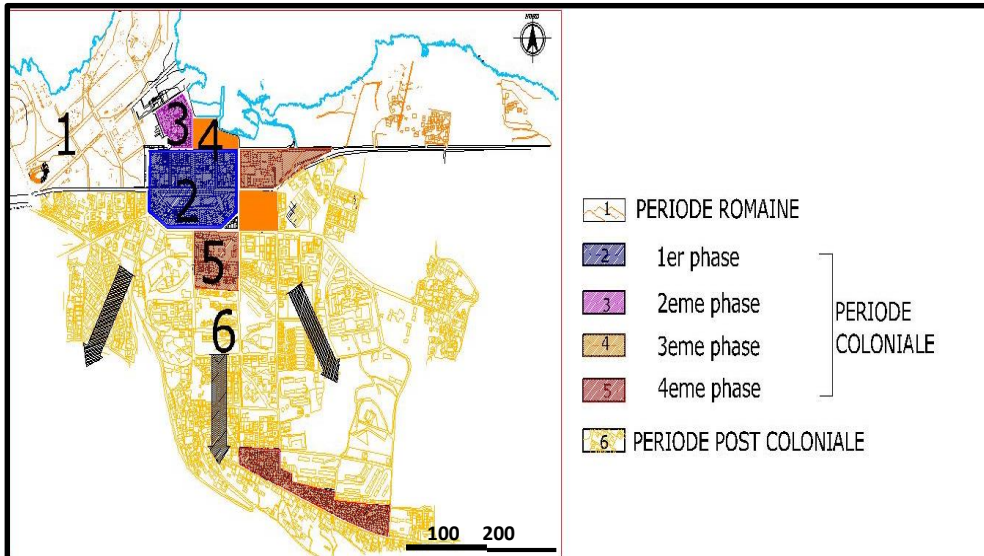 NORD
1
3
4
2
5
6
100 200
1 PERIODE ROMAINE
2 1er phase
3 2eme phase
4 3eme phase
5 4eme phase
PERIODE
COLONIALE
6 PERIODE POST COLONIALE